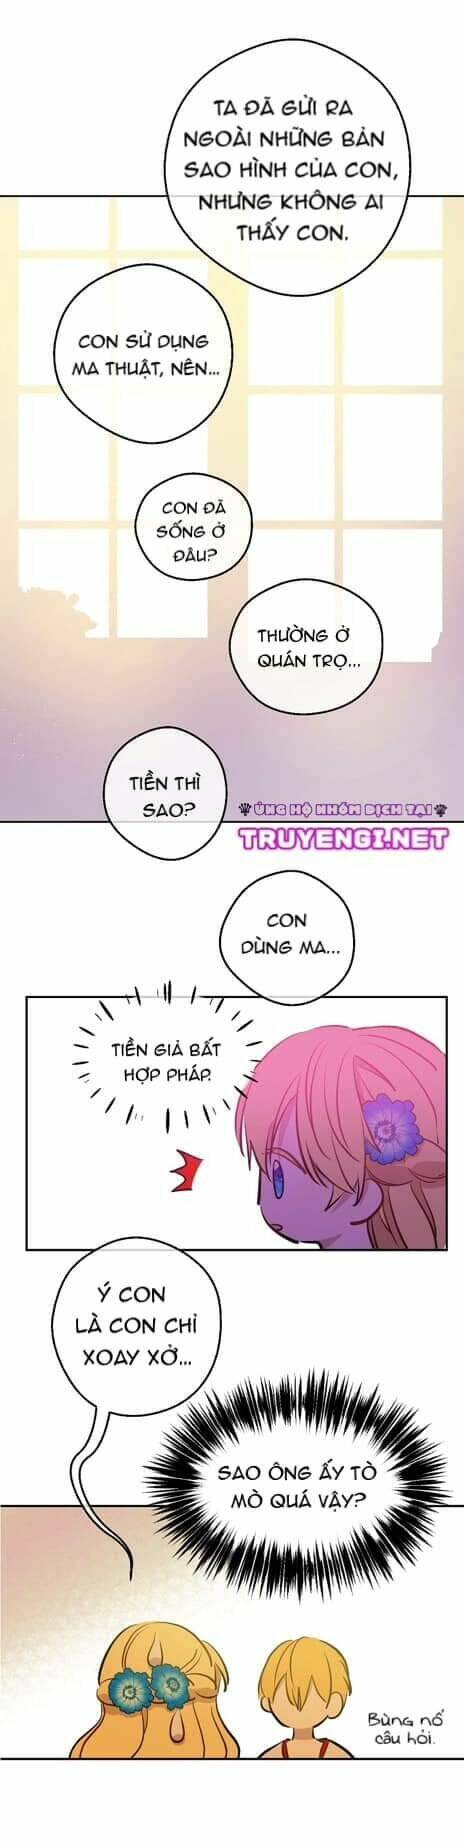 TA ĐÃ GỬI RA
NGOÀI NHỮNG BẢN
SAO HÌNH CỦA CON,
NHƯNG KHÔNG AI
THẤY CON.
CON SỬ DỤNG
MA THUẬT, NÊN...
CON ĐÃ
SỐNG Ở
ĐÂU?
THƯỜNG Ở
QUÁN TRỌ...
TIỀN THÌ
SAO?
ỦNG HỘ NHÓM DỊCH TẠI
TRUYENGI.NET
CON
DÙNG MA...
TIỀN GIẢ BẤT
HỢP PHÁP.
Ý CON
LÀ CON CHỈ
XOAY XỞ...
SAO ÔNG ẤY TÒ
MÒ QUÁ VẬY?
Bùng nổ
câu hỏi.